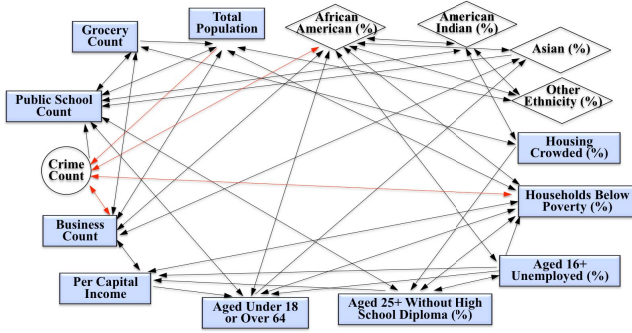 Grocery
Count
Total
Population
African
American (%)
American
Indian (%)
Asian (%)
Other
Ethnicity (%)
Public School
Count
Housing
Crowded (%)
Crime
Count
Households Below
Poverty (%)
Business
Count
Per Capital
Income
Aged Under 18
or Over 64
Aged 25+ Without High
School Diploma (%)
Aged 16+
Unemployed (%)